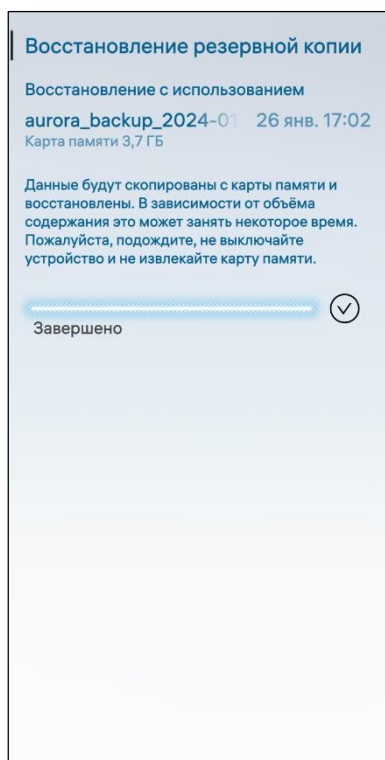 Восстановление резервной копии
Восстановление с использованием
aurora_backup_2024-01 26 янв. 17:02
Карта памяти 3,7 ГБ
Данные будут скопированы с карты памяти и
восстановлены. В зависимости от объёма
содержания это может занять некоторое время.
Пожалуйста, подождите, не выключайте
устройство и не извлекайте карту памяти.
Завершено